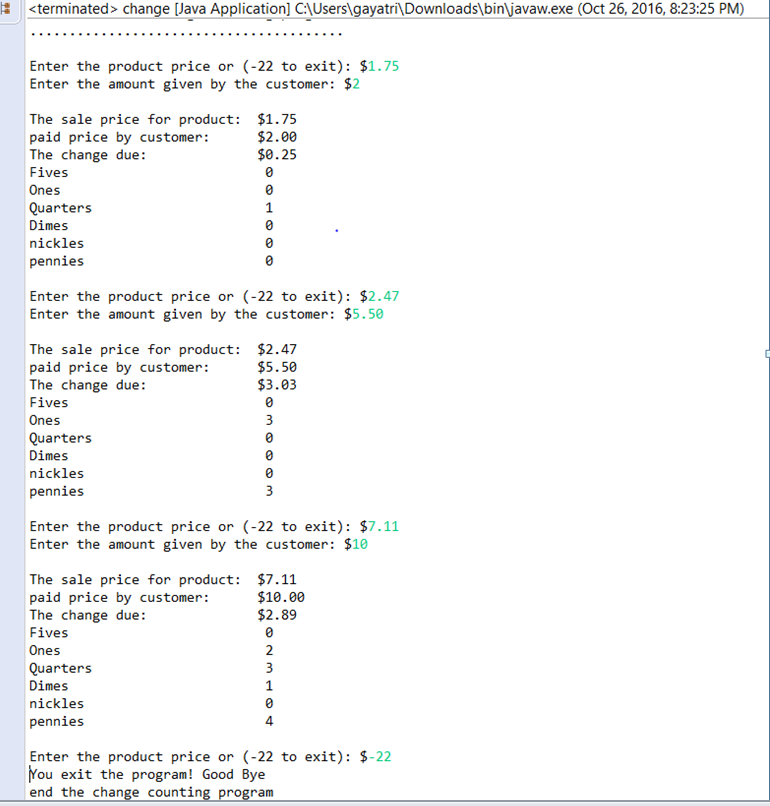 <terminated> change [Java Application] C:\Users\gayatri\Downloads\bin\javaw.exe (Oct 26, 2016, 8:23:25 PM)
.......................................
Enter the product price or (-22 to exit): $1.75
Enter the amount given by the customer: $2
The sale price for product: $1.75
paid price by customer: $2.00
The change due: $0.25
Fives 0
Ones 0
Quarters 1
Dimes 0
nickles 0
pennies 0
Enter the product price or (-22 to exit): $2.47
Enter the amount given by the customer: $5.50
The sale price for product: $2.47
paid price by customer: $5.50
The change due: $3.03
Fives 0
Ones 3
Quarters 0
Dimes 0
nickles 0
pennies 3
Enter the product price or (-22 to exit): $7.11
Enter the amount given by the customer: $10
The sale price for product: $7.11
paid price by customer: $10.00
The change due: $2.89
Fives 0
Ones 2
Quarters 3
Dimes 1
nickles 0
pennies 4
Enter the product price or (-22 to exit): $-22
You exit the program! Good Bye
end the change counting program